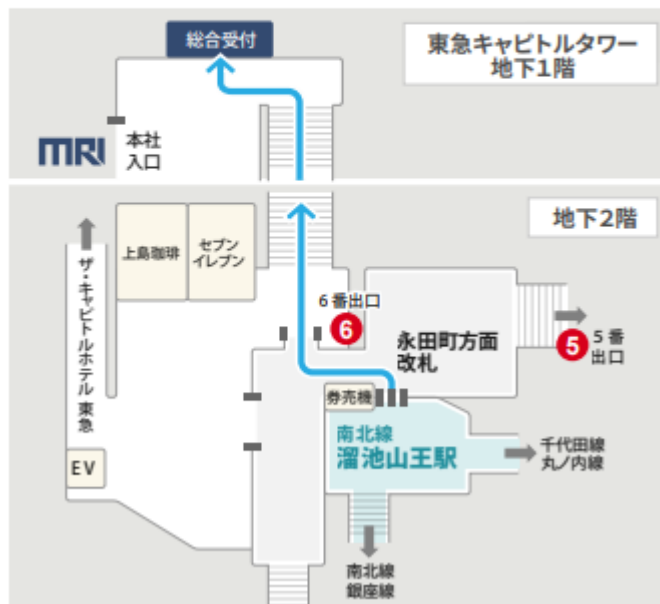 総合受付
東急キャピトルタワー
地下1階
MRI
本社
入口
地下2階
上島珈琲
セブン
イレブン
ザ・キャピトルホテル 東急
6番出口
6
永田町方面
改札
5
5番
出口
券売機
南北線
溜池山王駅
千代田線
丸ノ内線
EV
南北線
銀座線